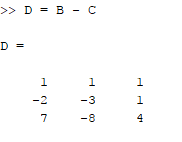 >> D = B - C
D =
1 1 1
-2 -3 1
7 -8 4